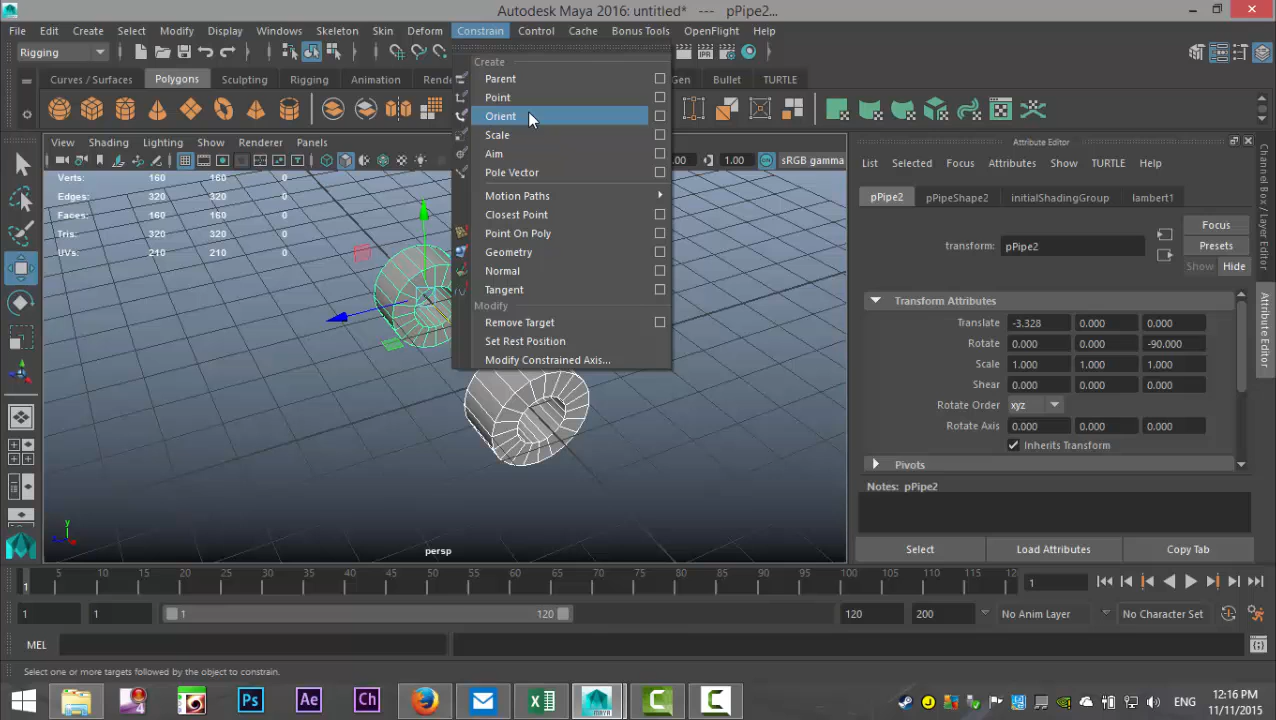 Autodesk Maya 2016: untitled* --- pPipe2...
File Edit Create Select Modify Display Windows Skeleton Skin Deform Constrain Control Cache Bonus Tools OpenFlight Help
Rigging
Curves / Surfaces Polygons Sculpting Rigging Animation Gen Bullet TURTLE
View Shading Lighting Show Renderer Panels
.00 1.00 sRGB gamma
Verts: 160 160 0
Edges: 320 320 0
Faces: 160 160 0
Tris: 320 320 0
UVs: 210 210 0
Create
Parent
Point
Orient
Scale
Aim
Pole Vector
Motion Paths
Closest Point
Point On Poly
Geometry
Normal
Tangent
Modify
Remove Target
Set Rest Position
Modify Constrained Axis...
y
persp
Attribute Editor
List Selected Focus Attributes Show TURTLE Help
pPipe2 pPipeShape2 initialShadingGroup lambert1
transform: pPipe2
Focus
Presets
Show Hide
Transform Attributes
Translate -3.328 0.000 0.000
Rotate 0.000 0.000 -90.000
Scale 1.000 1.000 1.000
Shear 0.000 0.000 0.000
Rotate Order xyz
Rotate Axis 0.000 0.000 0.000
Inherits Transform
Pivots
Notes: pPipe2
Select Load Attributes Copy Tab
Channel Box / Layer Editor
Attribute Editor
1 5 10 15 20 25 30 35 40 45 50 55 60 65 70 75 80 85 90 95 100 105 110 115 12 1
1 1 1 120 120 200 No Anim Layer No Character Set
MEL
Select one or more targets followed by the object to constrain.
4 Ps Ae Ch
12:16 PM
11/11/2015